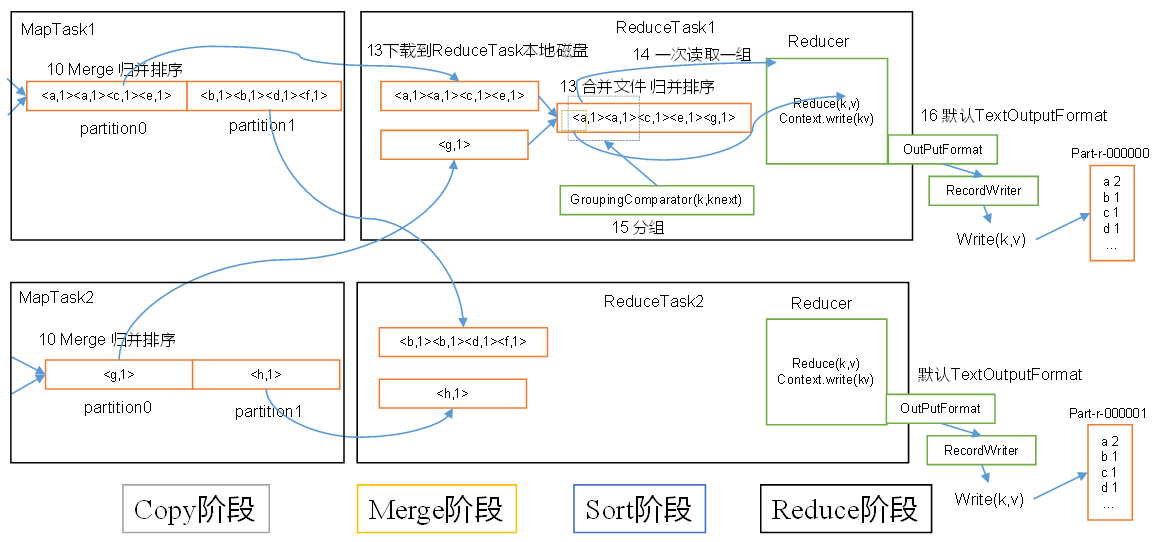 MapTask1
10 Merge 归并排序
<a,1><a,1><c,1><e,1>
<b,1><b,1><d,1><f,1>
partition0
partition1
ReduceTask1
13下载到ReduceTask本地磁盘
14 一次读取一组
Reducer
<a,1><a,1><c,1><e,1>
13 合并文件 归并排序
<a,1><a,1><c,1><e,1><g,1>
<g,1>
Reduce(k,v)
Context.write(kv)
GroupingComparator(k,knext)
15 分组
16 默认TextOutputFormat
OutPutFormat
RecordWriter
Write(k,v)
Part-r-000000
a 2
b 1
c 1
d 1
...
MapTask2
10 Merge 归并排序
<g,1>
<h,1>
partition0
partition1
ReduceTask2
Reducer
<b,1><b,1><d,1><f,1>
<h,1>
Reduce(k,v)
Context.write(kv)
默认TextOutputFormat
OutPutFormat
RecordWriter
Write(k,v)
Part-r-000001
a 2
b 1
c 1
d 1
...
Copy阶段
Merge阶段
Sort阶段
Reduce阶段